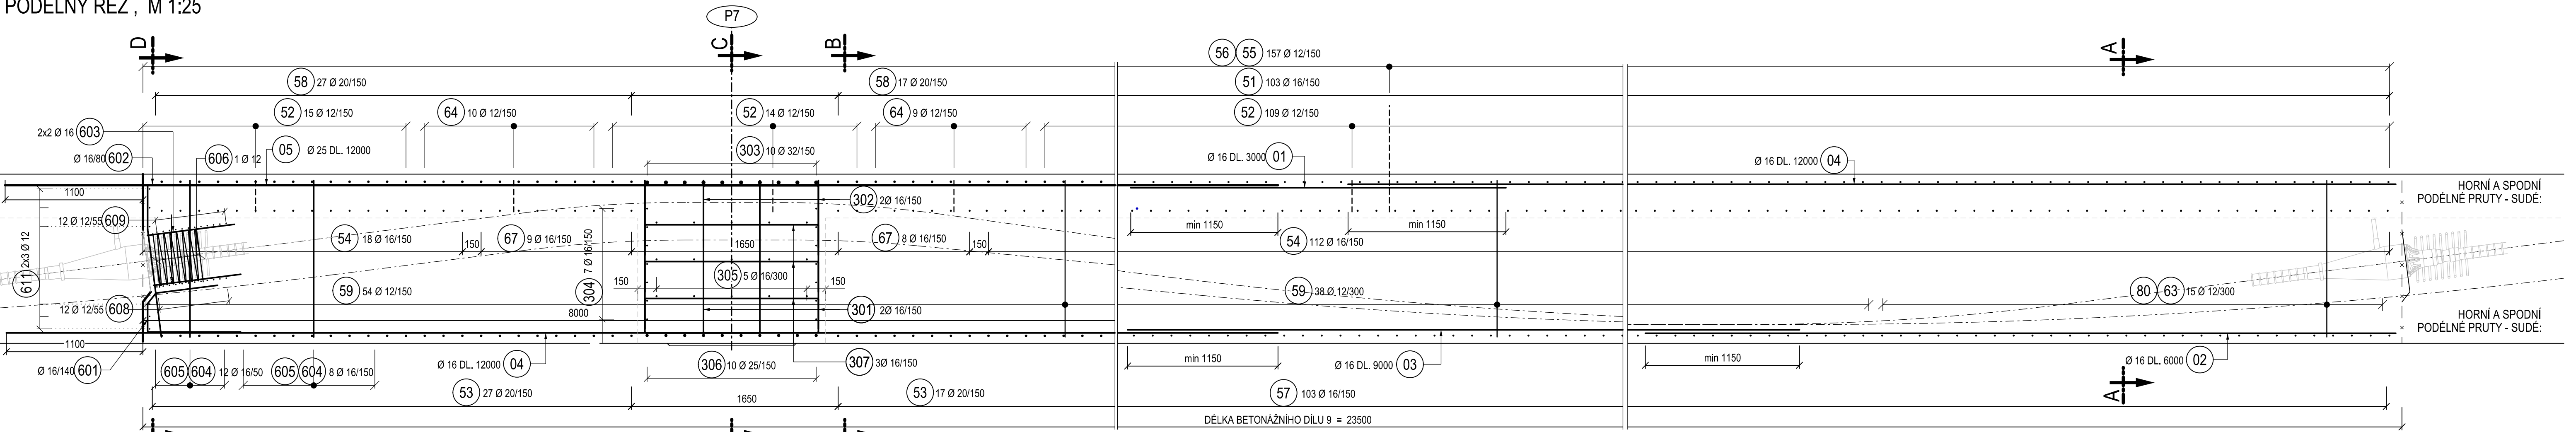 PODÉLNÝ ŘEZ , M 1:25
P7
D
C
B
A
56 55 157 Ø 12/150
58 27 Ø 20/150
58 17 Ø 20/150
51 103 Ø 16/150
52 15 Ø 12/150
64 10 Ø 12/150
52 14 Ø 12/150
64 9 Ø 12/150
52 109 Ø 12/150
2x2 Ø 16 603
Ø 16/80 602
606 1 Ø 12
05 Ø 25 DL. 12000
303 10 Ø 32/150
Ø 16 DL. 3000 01
Ø 16 DL. 12000 04
HORNÍ A SPODNÍ
PODÉLNÉ PRUTY - SUDÉ:
1100
302 2Ø 16/150
12 Ø 12/55 609
min 1150
min 1150
54 18 Ø 16/150
150
67 9 Ø 16/150
1650
67 8 Ø 16/150
150
54 112 Ø 16/150
611 2x3 Ø 12
304 7 Ø 16/150
305 5 Ø 16/300
150
150
59 54 Ø 12/150
59 38 Ø 12/300
80 63 15 Ø 12/300
12 Ø 12/55 608
8000
301 2Ø 16/150
HORNÍ A SPODNÍ
PODÉLNÉ PRUTY - SUDÉ:
1100
min 1150
min 1150
Ø 16/140 601
605 604 12 Ø 16/50
605 604 8 Ø 16/150
Ø 16 DL. 12000 04
306 10 Ø 25/150
307 3Ø 16/150
Ø 16 DL. 9000 03
Ø 16 DL. 6000 02
53 27 Ø 20/150
1650
53 17 Ø 20/150
57 103 Ø 16/150
A
DÉLKA BETONÁŽNÍHO DÍLU 9 = 23500